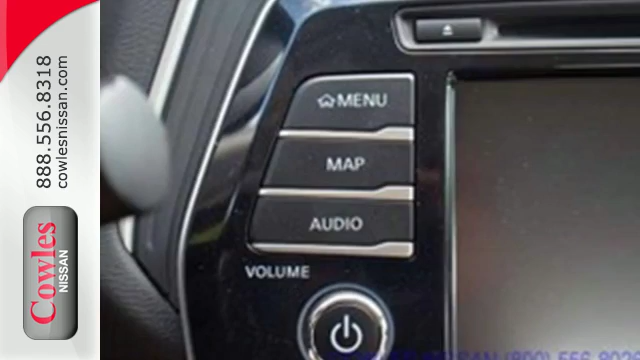 888.556.8318
cowlesnissan.com
Cowles
NISSAN
MENU
MAP
AUDIO
VOLUME